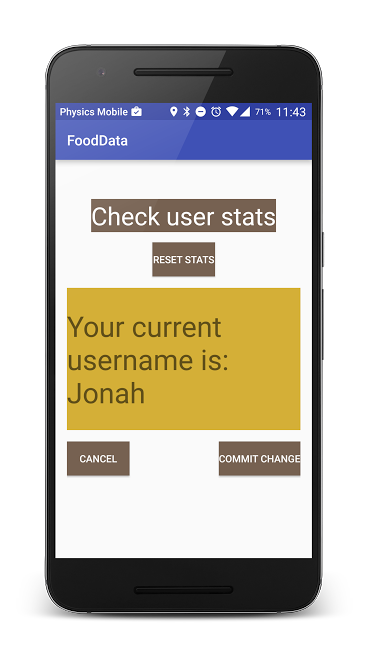 Physics Mobile 71% 11:43
FoodData
Check user stats
RESET STATS
Your current
username is:
Jonah
CANCEL COMMIT CHANGE